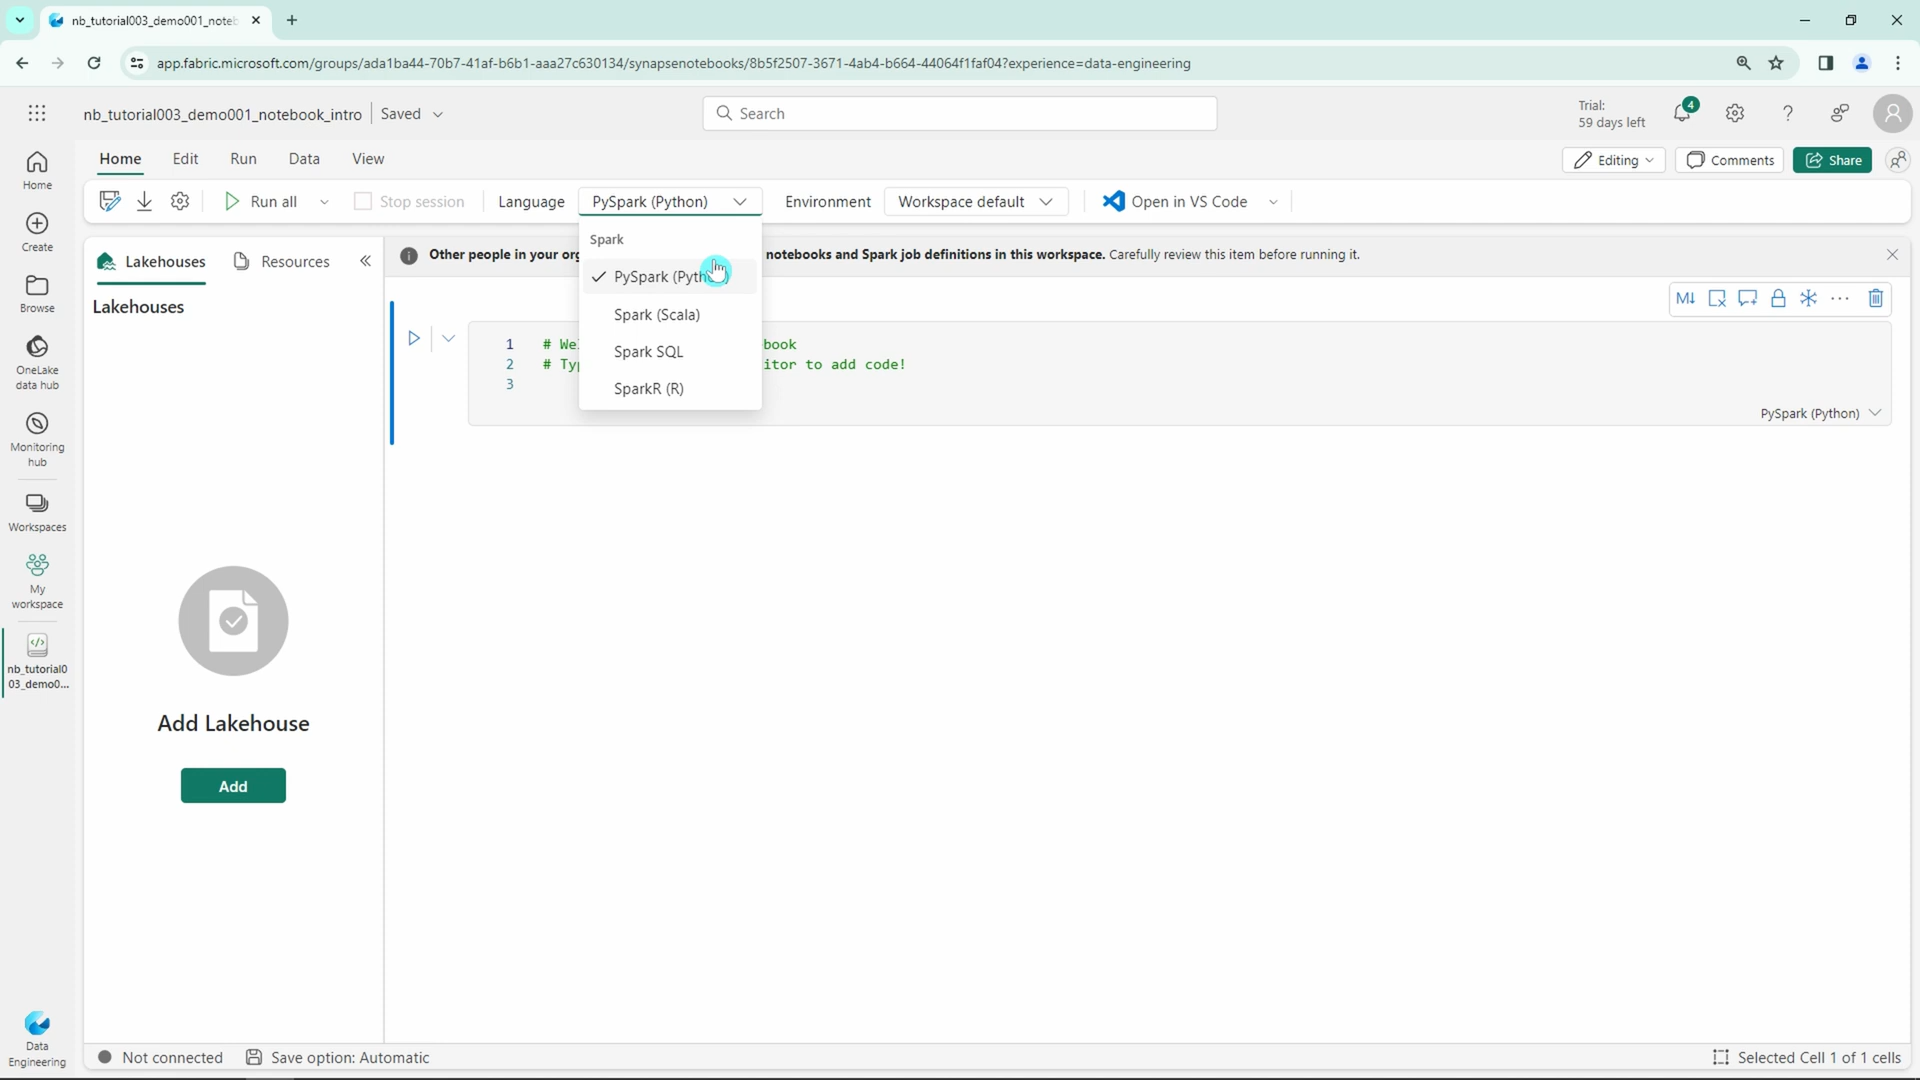 nb_tutorial003_demo001_noteb
app.fabric.microsoft.com/groups/ada1ba44-70b7-41af-b6b1-aaa27c630134/synapsenotebooks/8b5f2507-3671-4ab4-b664-44064f1faf04?experience=data-engineering
nb_tutorial003_demo001_notebook_intro
Saved
Search
Trial:
59 days left
4
Home
Edit
Run
Data
View
Editing
Comments
Share
Run all
Stop session
Language
PySpark (Python)
Environment
Workspace default
Open in VS Code
Spark
PySpark (Pyth
Spark (Scala)
Spark SQL
SparkR (R)
Home
Create
Browse
OneLake
data hub
Monitoring
hub
Workspaces
My
workspace
nb_tutorial0
03_demo0...
Data
Engineering
Lakehouses
Resources
Lakehouses
Add Lakehouse
Add
Other people in your org
notebooks and Spark job definitions in this workspace. Carefully review this item before running it.
M↓
1 # We
book
2 # Typ
itor to add code!
3
PySpark (Python)
Not connected
Save option: Automatic
Selected Cell 1 of 1 cells